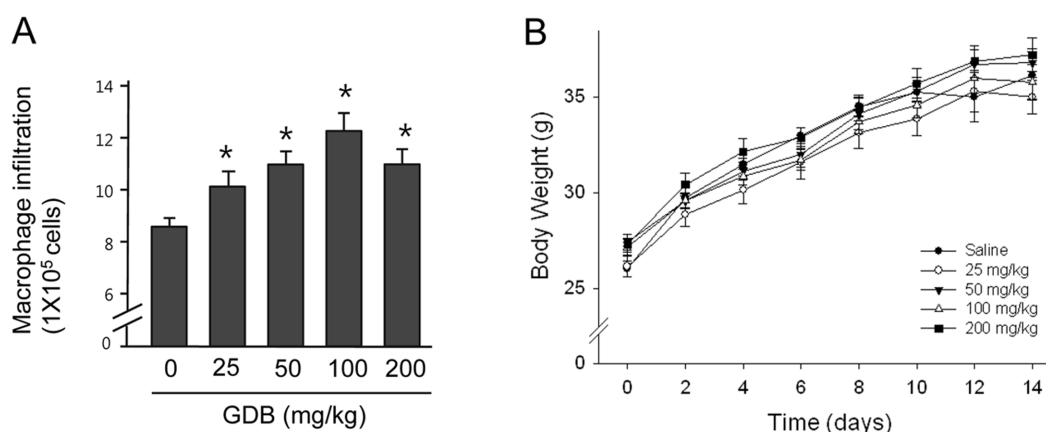 A
Macrophage infiltration
(1X10⁵ cells)
14
12
10
8
6
0
*
*
*
*
0 25 50 100 200
GDB (mg/kg)
B
Body Weight (g)
35
30
25
0
Saline
25 mg/kg
50 mg/kg
100 mg/kg
200 mg/kg
0 2 4 6 8 10 12 14
Time (days)